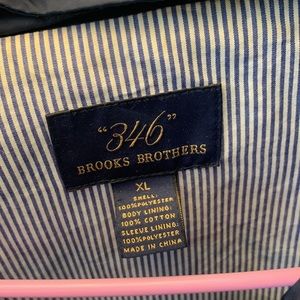 "346"
BROOKS BROTHERS
XL
SHELL:
100%POLYESTER
BODY LINING:
100% COTTON
SLEEVE LINING:
100%POLYESTER
MADE IN CHINA